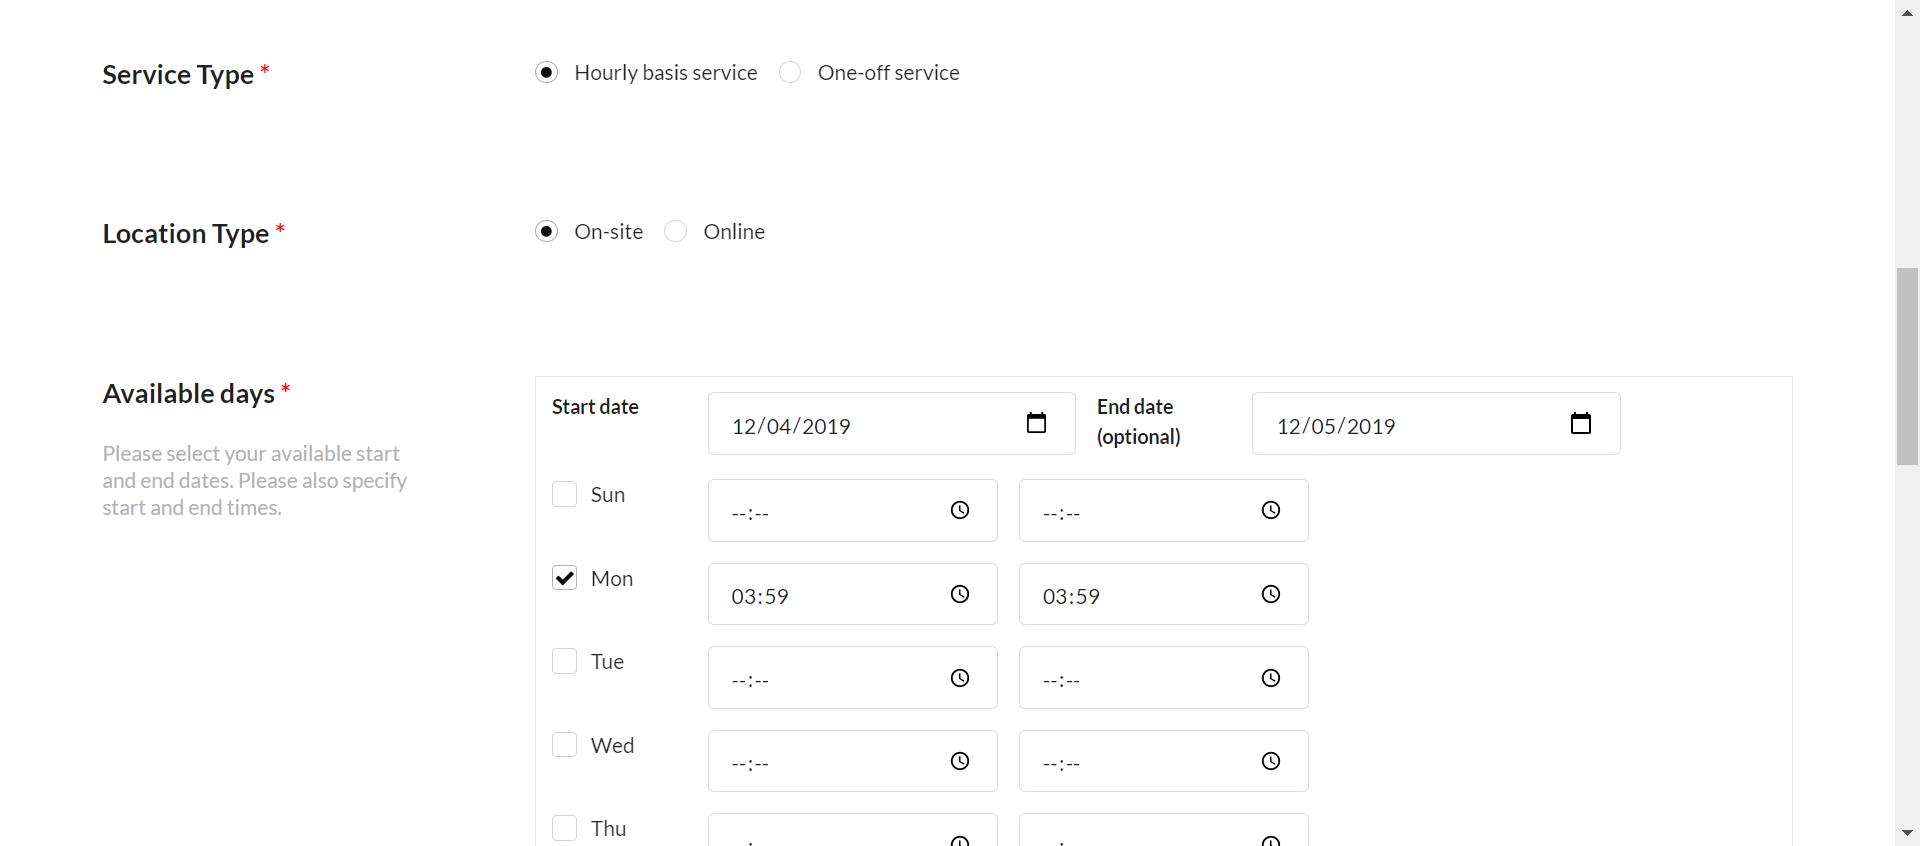 Service Type *
Hourly basis service One-off service
Location Type *
On-site Online
Available days *
Please select your available start
and end dates. Please also specify
start and end times.
Start date 12/04/2019 End date
(optional) 12/05/2019
Sun --:-- --:--
Mon 03:59 03:59
Tue --:-- --:--
Wed --:-- --:--
Thu